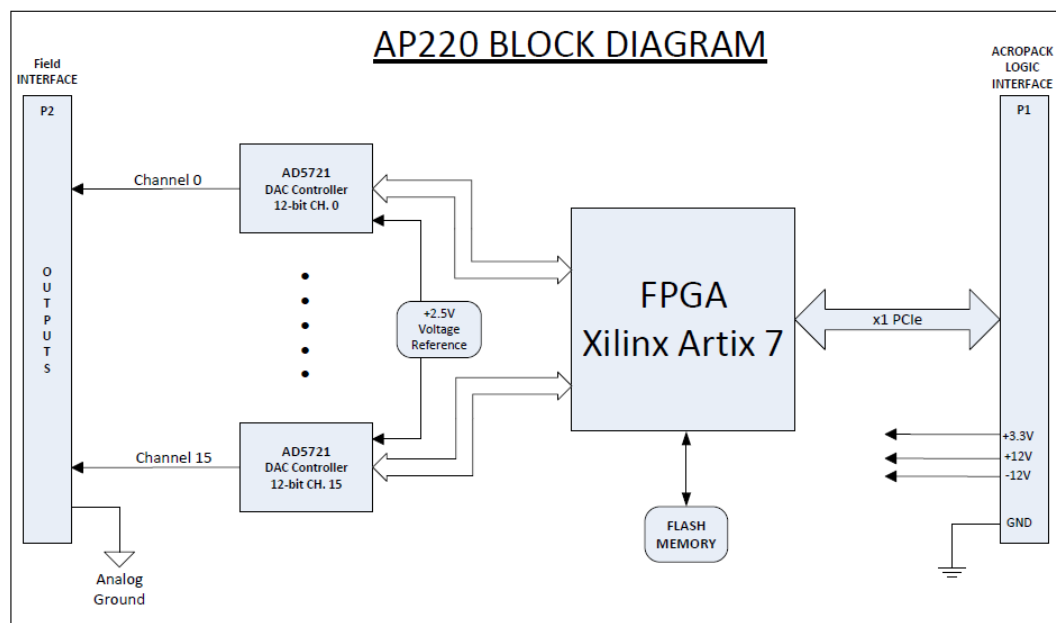 AP220 BLOCK DIAGRAM
Field
INTERFACE
P2
OUTPUTS
Channel 0
AD5721
DAC Controller
12-bit CH. 0
+2.5V
Voltage
Reference
Channel 15
AD5721
DAC Controller
12-bit CH. 15
Analog
Ground
FPGA
Xilinx Artix 7
FLASH
MEMORY
x1 PCIe
ACROPACK
LOGIC
INTERFACE
P1
+3.3V
+12V
-12V
GND